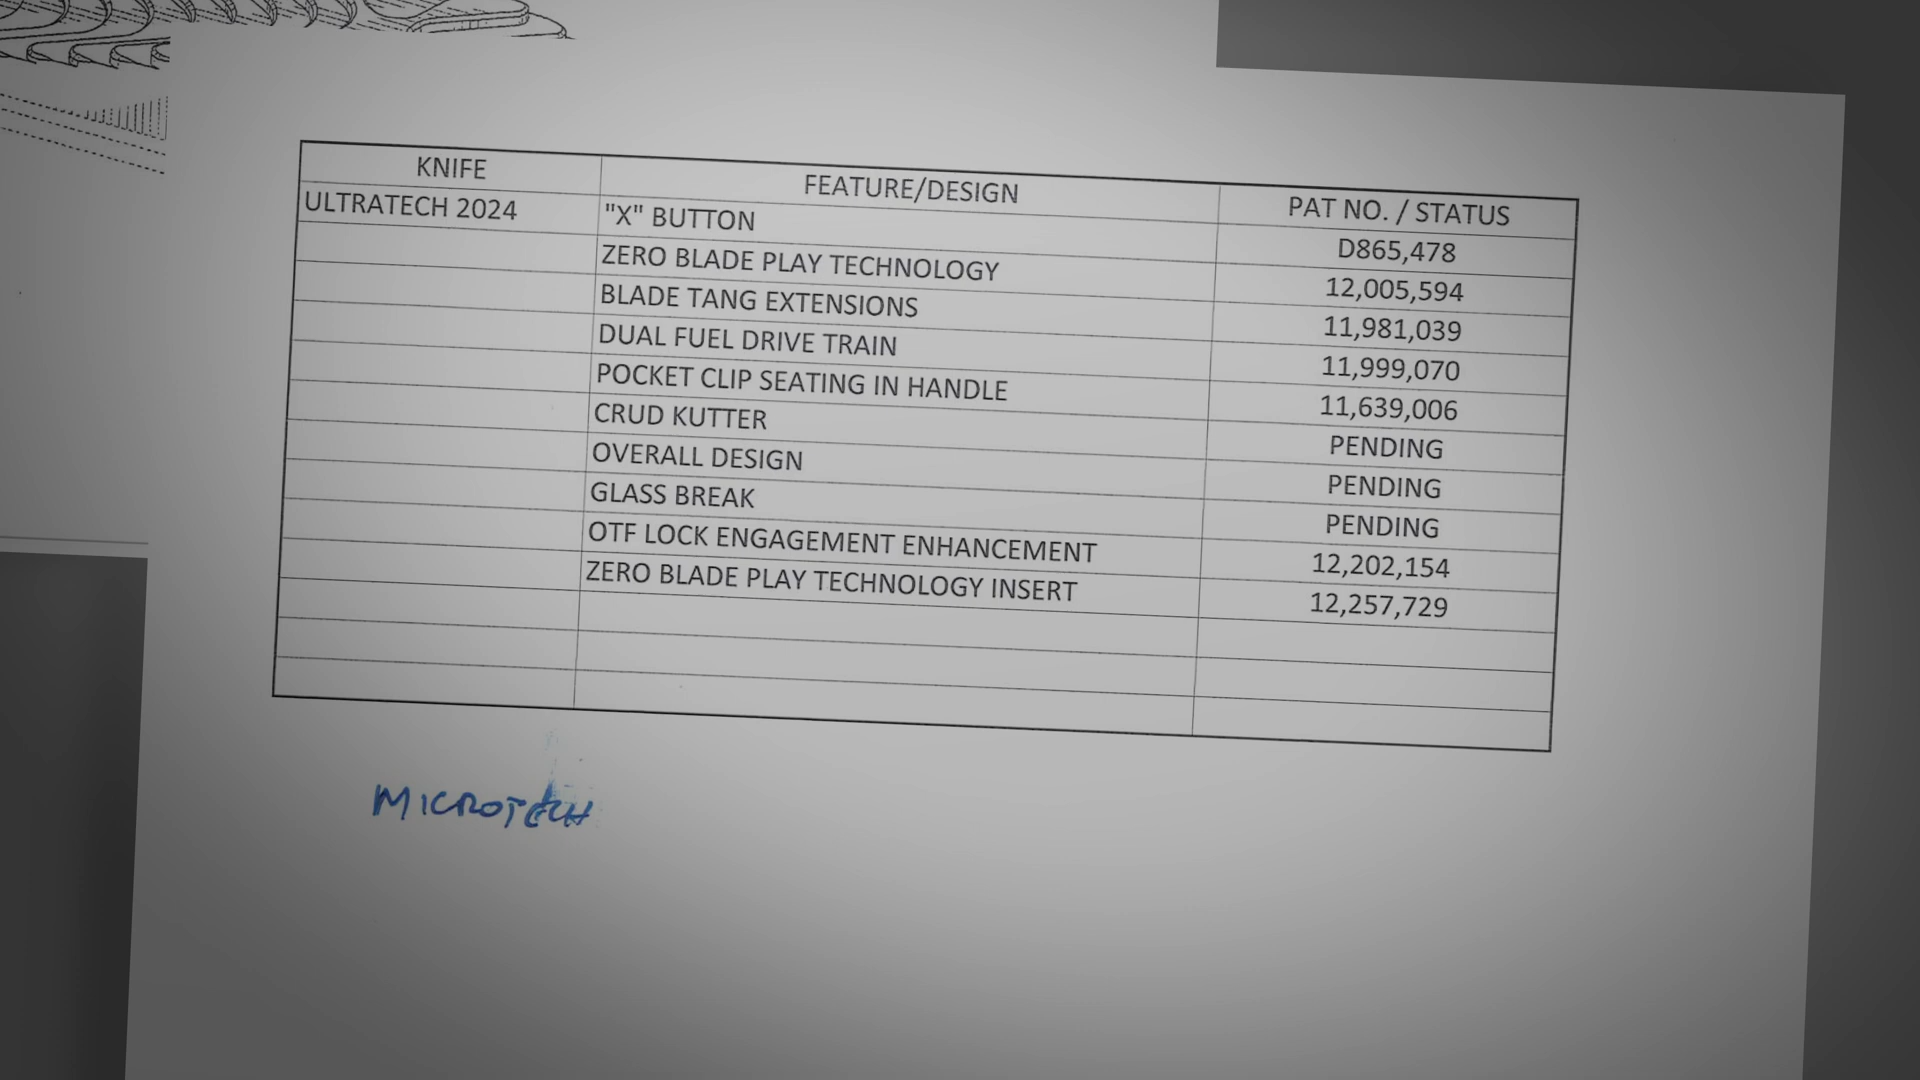 KNIFE FEATURE/DESIGN PAT NO. / STATUS
ULTRATECH 2024 "X" BUTTON D865,478
ZERO BLADE PLAY TECHNOLOGY 12,005,594
BLADE TANG EXTENSIONS 11,981,039
DUAL FUEL DRIVE TRAIN 11,999,070
POCKET CLIP SEATING IN HANDLE 11,639,006
CRUD KUTTER PENDING
OVERALL DESIGN PENDING
GLASS BREAK PENDING
OTF LOCK ENGAGEMENT ENHANCEMENT 12,202,154
ZERO BLADE PLAY TECHNOLOGY INSERT 12,257,729
MICROTECH